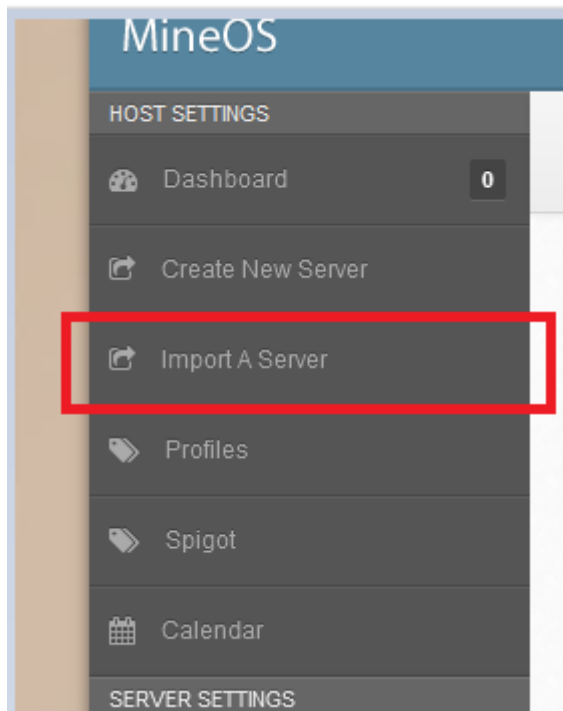 MineOS
HOST SETTINGS
Dashboard 0
Create New Server
Import A Server
Profiles
Spigot
Calendar
SERVER SETTINGS